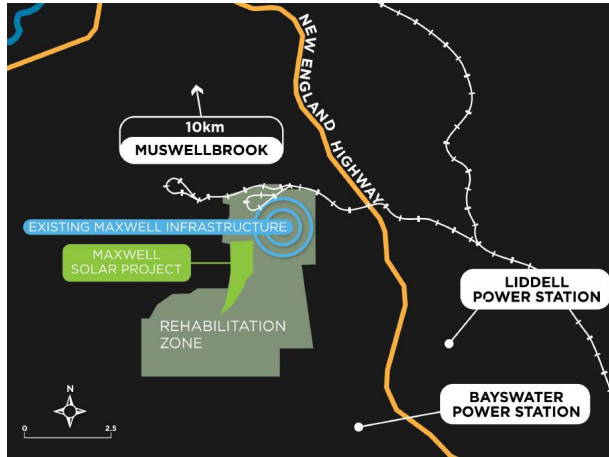 NEW ENGLAND HIGHWAY
10km
MUSWELLBROOK
EXISTING MAXWELL INFRASTRUCTURE
MAXWELL
SOLAR PROJECT
REHABILITATION
ZONE
LIDDELL
POWER STATION
BAYSWATER
POWER STATION
N
0 2.5